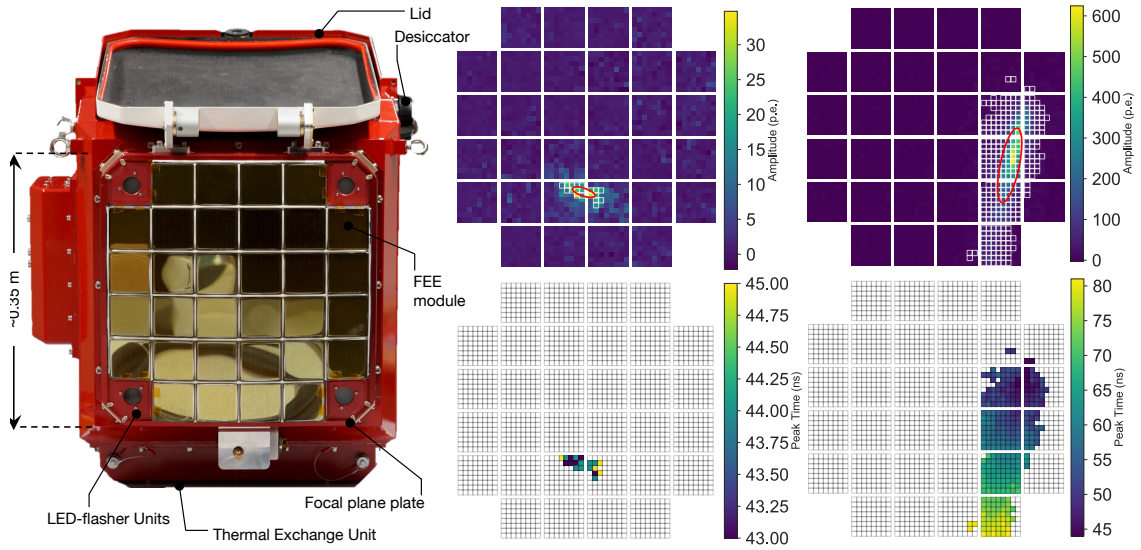 Lid
Desiccator
FEE
module
~0.35 m
LED-flasher Units
Thermal Exchange Unit
Focal plane plate
30
25
20
15
10
5
0
Amplitude (p.e.)
600
500
400
300
200
100
0
Amplitude (p.e.)
45.00
44.75
44.50
44.25
44.00
43.75
43.50
43.25
43.00
Peak Time (ns)
80
75
70
65
60
55
50
45
Peak Time (ns)